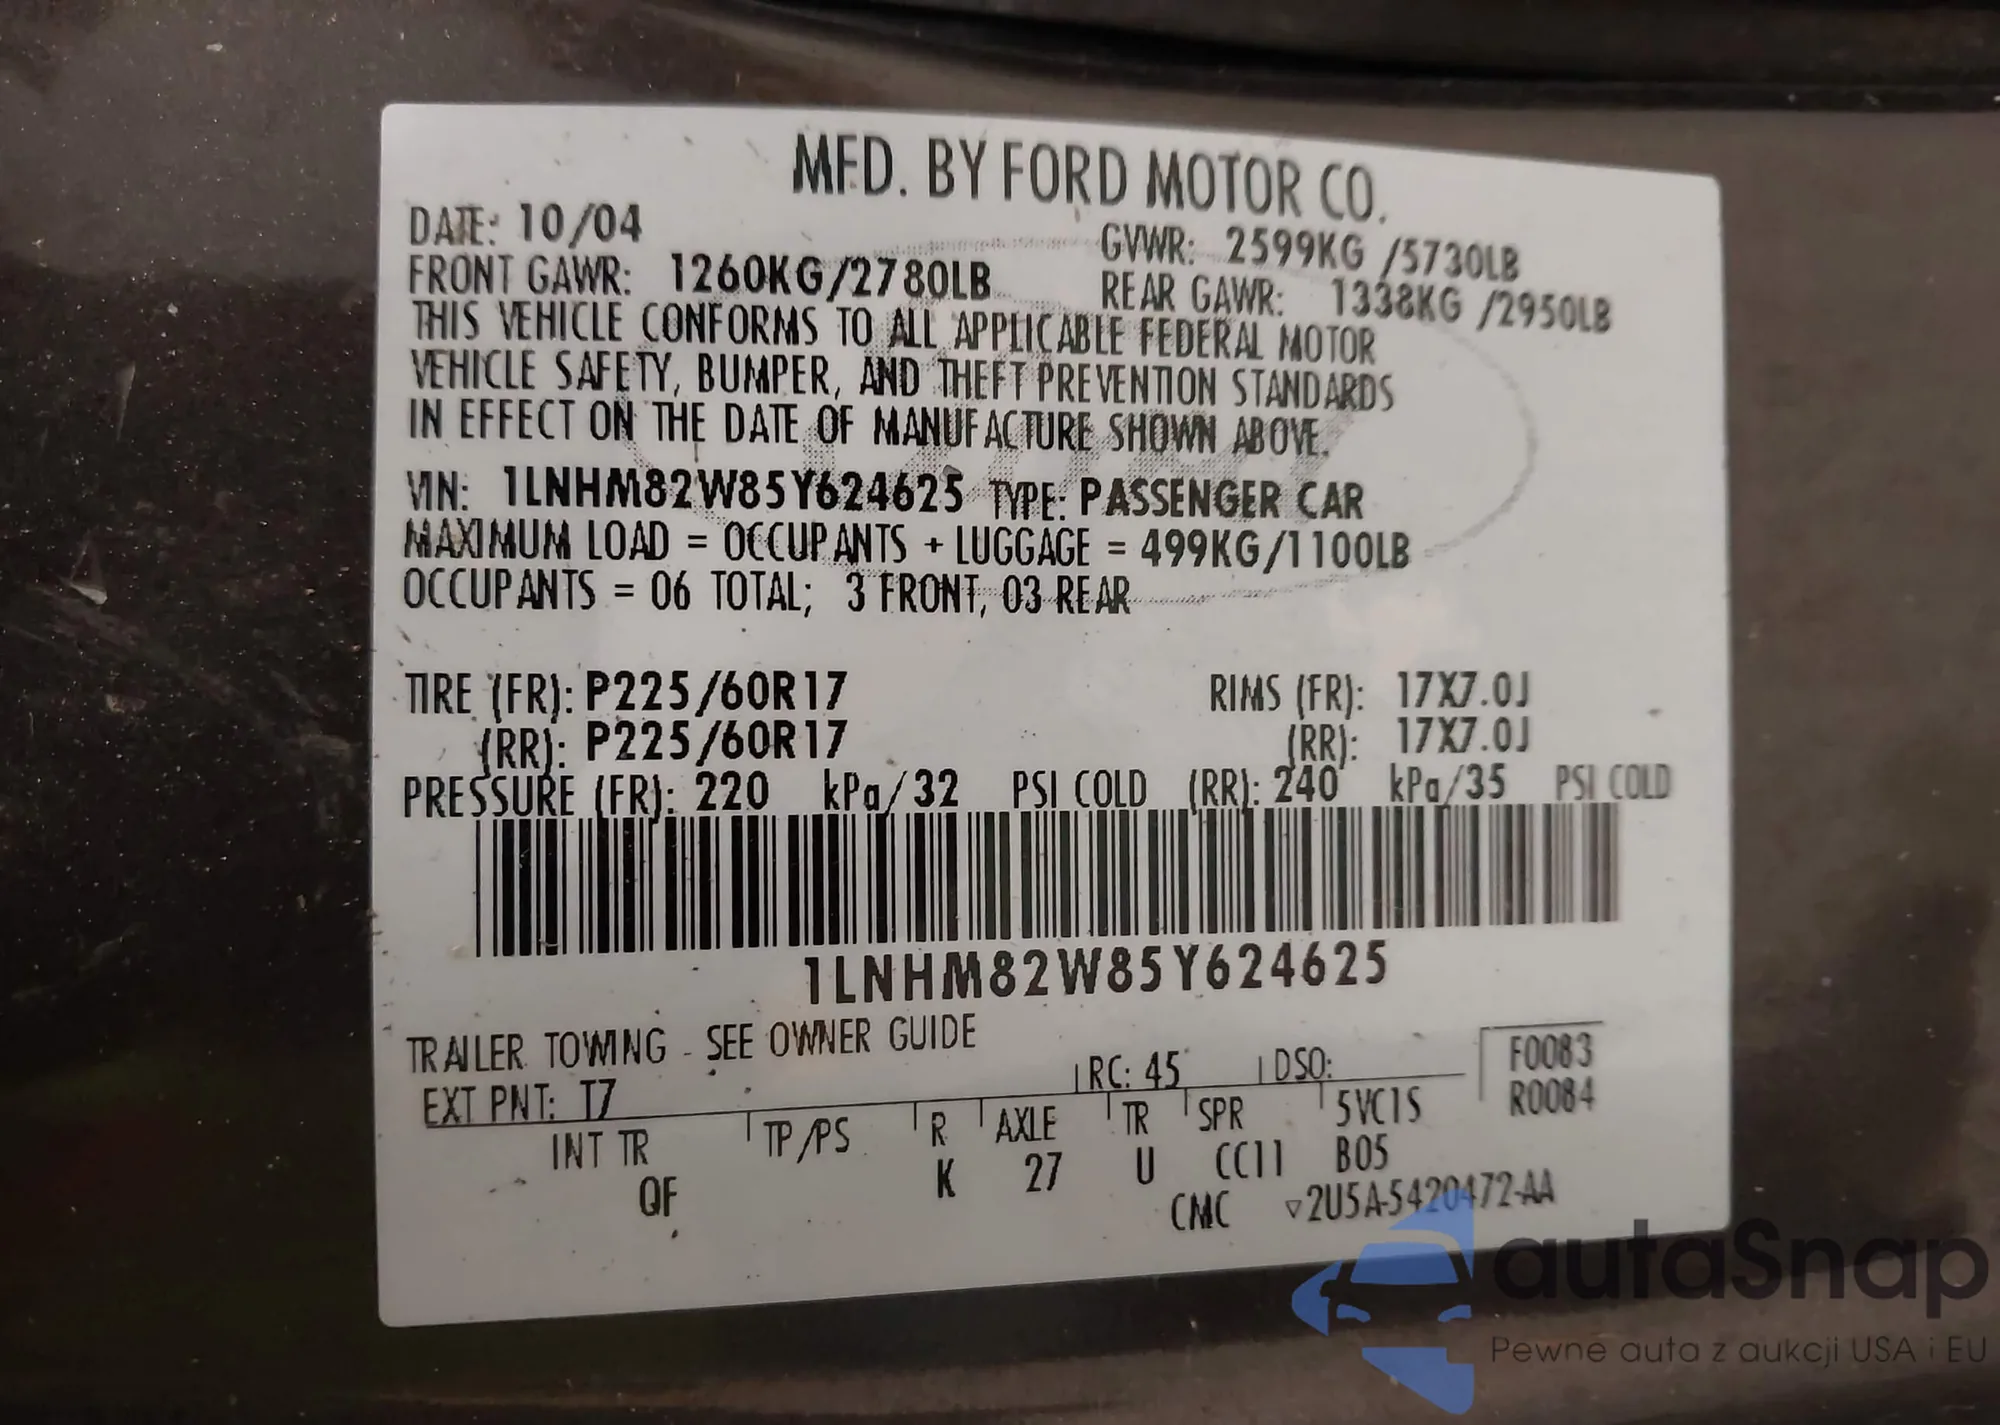 MFD. BY FORD MOTOR CO.
DATE: 10/04 GVWR: 2599KG /5730LB
FRONT GAWR: 1260KG/2780LB REAR GAWR: 1338KG /2950LB
THIS VEHICLE CONFORMS TO ALL APPLICABLE FEDERAL MOTOR
VEHICLE SAFETY, BUMPER, AND THEFT PREVENTION STANDARDS
IN EFFECT ON THE DATE OF MANUFACTURE SHOWN ABOVE.
VIN: 1LNHM82W85Y624625 TYPE: PASSENGER CAR
MAXIMUM LOAD = OCCUPANTS + LUGGAGE = 499KG/1100LB
OCCUPANTS = 06 TOTAL; 3 FRONT, 03 REAR
TIRE (FR): P225/60R17 RIMS (FR): 17X7.0J
(RR): P225/60R17 (RR): 17X7.0J
PRESSURE (FR): 220 kPa/32 PSI COLD (RR): 240 kPa/35 PSI COLD
1LNHM82W85Y624625
TRAILER TOWING - SEE OWNER GUIDE
EXT PNT: T7 RC: 45 DSO: F0083
R0084
INT TR TP/PS R AXLE TR SPR 5VC1S
QF K 27 U CC11 B05
CMC ▽2U5A-5420472-AA
autaSnap
Pewne auta z aukcji USA i EU